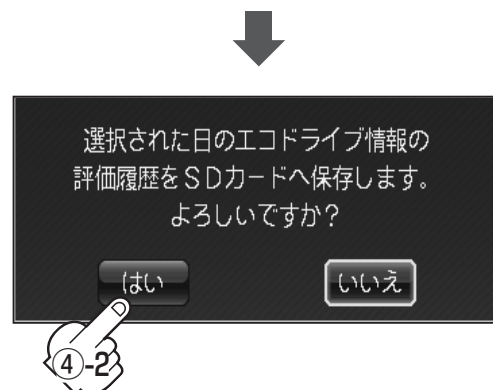 選択された日のエコドライブ情報の
評価履歴をSDカードへ保存します。
よろしいですか?
はい
いいえ
④-2